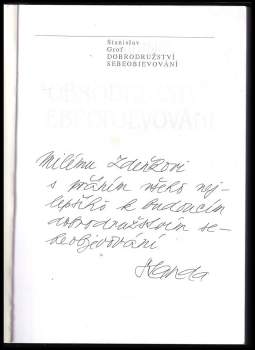 Stanislav
Grof
DOBRODRUŽSTVÍ
SEBEOBJEVOVÁNÍ
Milému Zdeňkovi
s přáním všeho nej-
lepšího k budoucím
dobrodružstvím se-
beobjevování
Standa